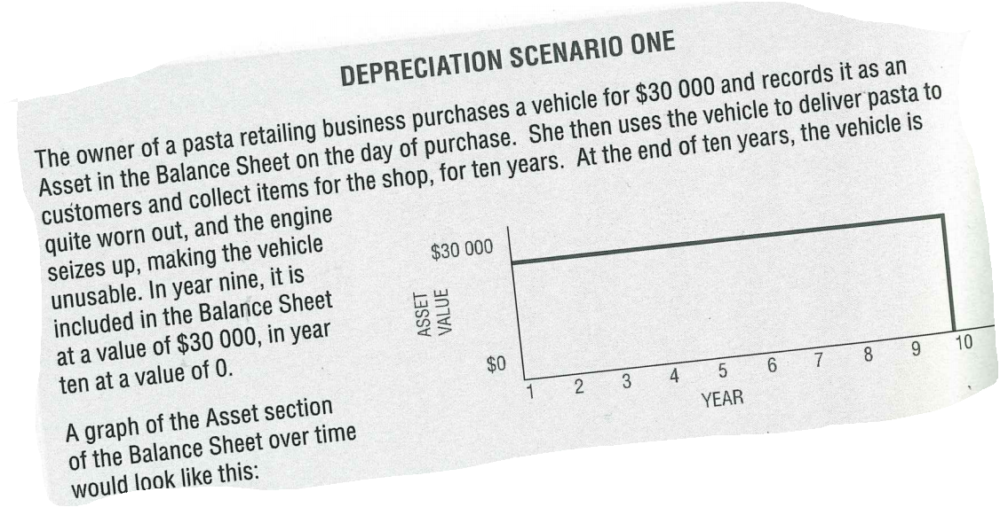 DEPRECIATION SCENARIO ONE
The owner of a pasta retailing business purchases a vehicle for $30 000 and records it as an
Asset in the Balance Sheet on the day of purchase. She then uses the vehicle to deliver pasta to
customers and collect items for the shop, for ten years. At the end of ten years, the vehicle is
quite worn out, and the engine
seizes up, making the vehicle
unusable. In year nine, it is
included in the Balance Sheet
at a value of $30 000, in year
ten at a value of 0.
A graph of the Asset section
of the Balance Sheet over time
would look like this:
$30 000
ASSET
VALUE
$0
1 2 3 4 5 6 7 8 9 10
YEAR